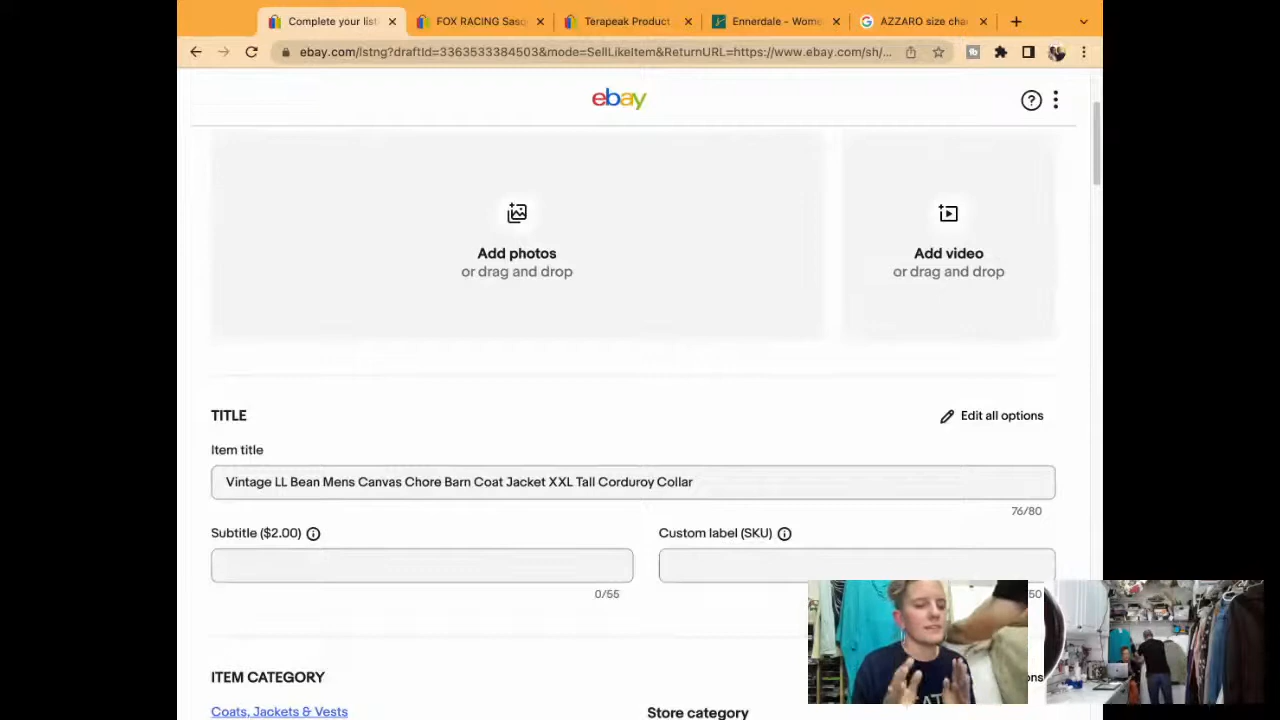 Complete your list
FOX RACING Saso
Terapeak Product
Ennerdale - Wome
AZZARO size cha
ebay.com/lstng?draftId=3363533384503&mode=SellLikeItem&ReturnURL=https://www.ebay.com/sh/...
ebay
Add photos
or drag and drop
Add video
or drag and drop
TITLE
Edit all options
Item title
Vintage LL Bean Mens Canvas Chore Barn Coat Jacket XXL Tall Corduroy Collar
76/80
Subtitle ($2.00)
Custom label (SKU)
0/55
50
ITEM CATEGORY
ons
Coats, Jackets & Vests
Store category